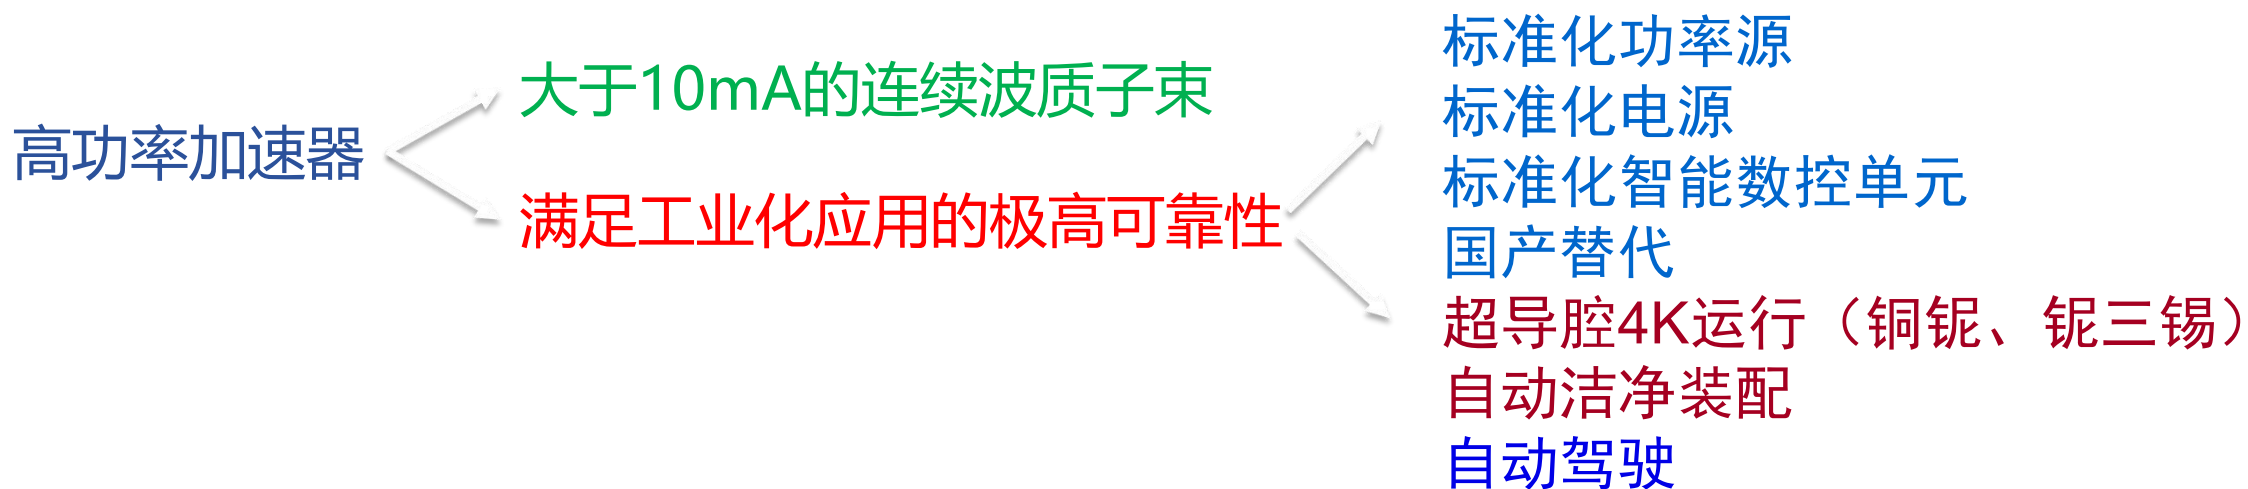 高功率加速器
大于10mA的连续波质子束
满足工业化应用的极高可靠性
标准化功率源
标准化电源
标准化智能数控单元
国产替代
超导腔4K运行（铜铌、铌三锡）
自动洁净装配
自动驾驶